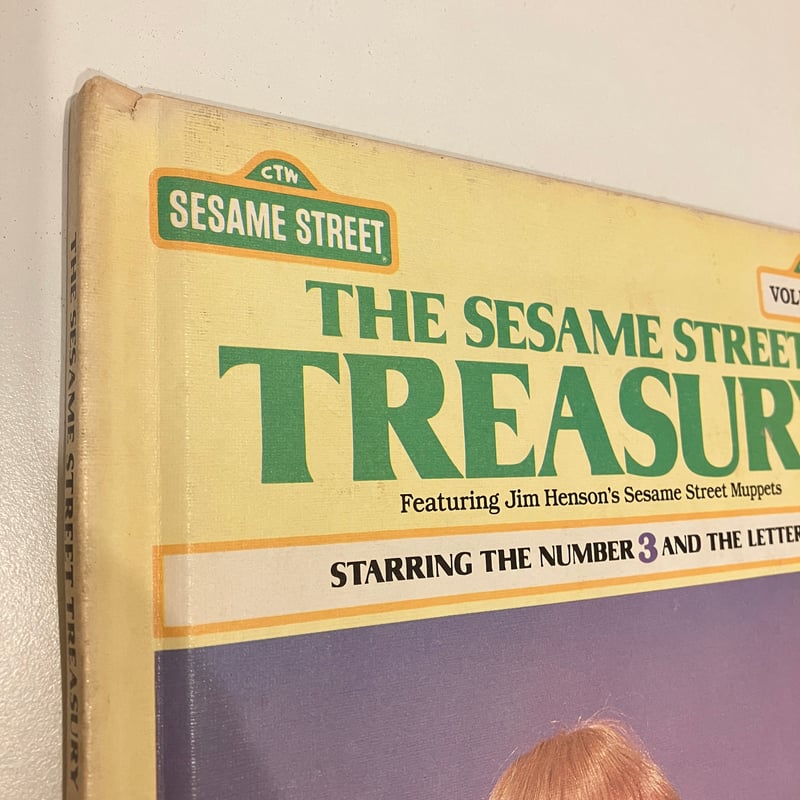 CTW
SESAME STREET
VOL
THE SESAME STREET
TREASURY
Featuring Jim Henson's Sesame Street Muppets
STARRING THE NUMBER 3 AND THE LETTER
THE SESAME STREET TREASURY